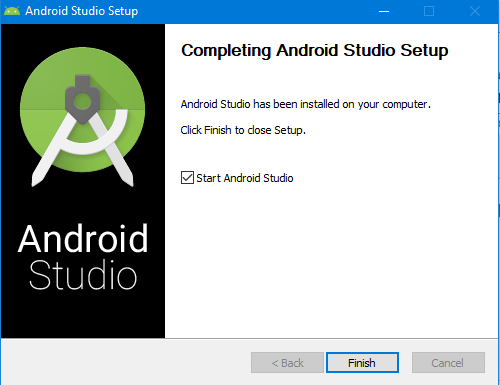 Android Studio Setup
Completing Android Studio Setup
Android Studio has been installed on your computer.
Click Finish to close Setup.
Start Android Studio
Android
Studio
< Back
Finish
Cancel